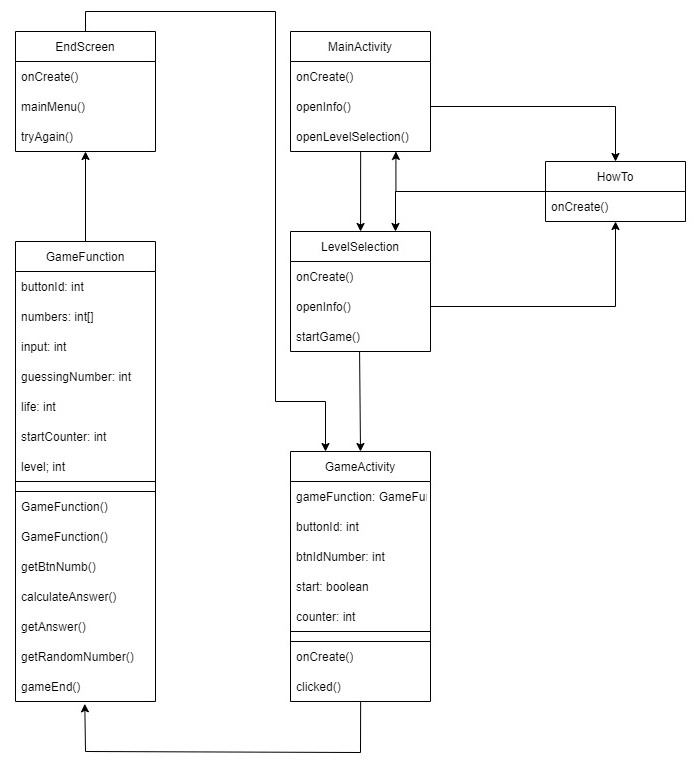 EndScreen
onCreate()
mainMenu()
tryAgain()
MainActivity
onCreate()
openInfo()
openLevelSelection()
HowTo
onCreate()
LevelSelection
onCreate()
openInfo()
startGame()
GameFunction
buttonId: int
numbers: int[]
input: int
guessingNumber: int
life: int
startCounter: int
level; int
GameFunction()
GameFunction()
getBtnNumb()
calculateAnswer()
getAnswer()
getRandomNumber()
gameEnd()
GameActivity
gameFunction: GameFu
buttonId: int
btnIdNumber: int
start: boolean
counter: int
onCreate()
clicked()